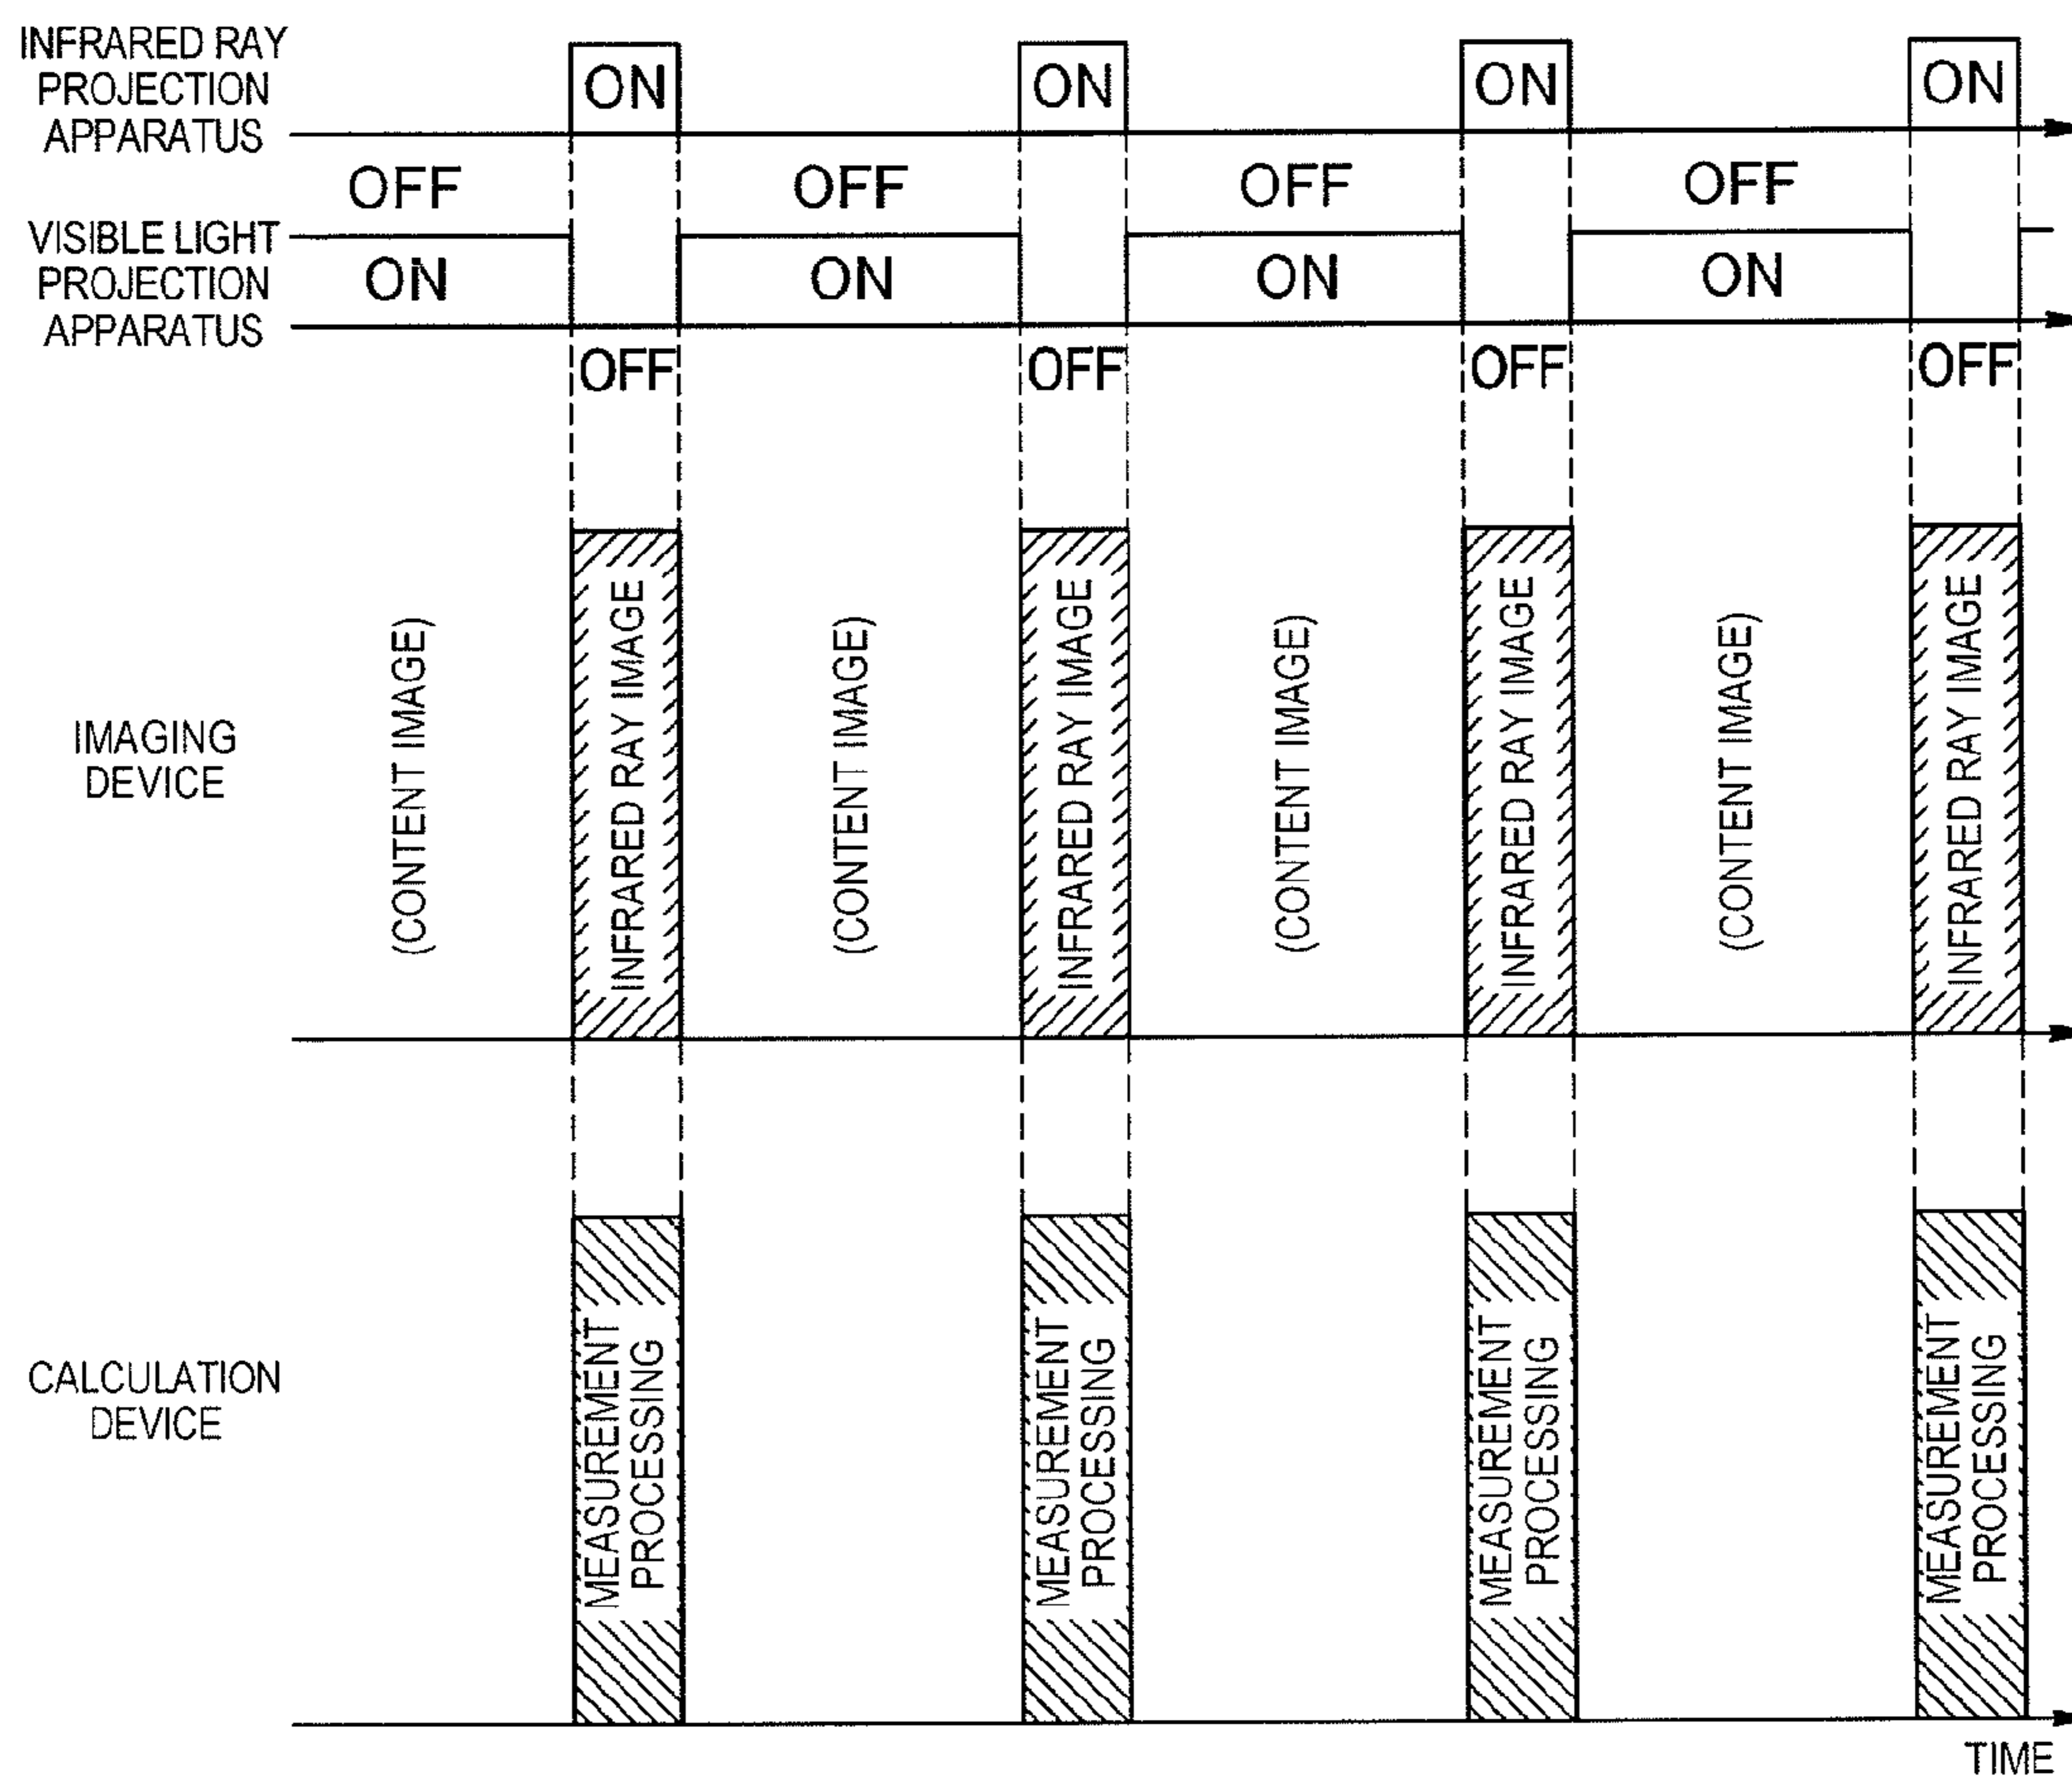 INFRARED RAY
PROJECTION
APPARATUS
ON
ON
ON
ON
OFF
OFF
OFF
OFF
VISIBLE LIGHT
PROJECTION
APPARATUS
ON
ON
ON
ON
OFF
OFF
OFF
OFF
IMAGING
DEVICE
(CONTENT IMAGE)
INFRARED RAY IMAGE
(CONTENT IMAGE)
INFRARED RAY IMAGE
(CONTENT IMAGE)
INFRARED RAY IMAGE
(CONTENT IMAGE)
INFRARED RAY IMAGE
CALCULATION
DEVICE
MEASUREMENT
PROCESSING
MEASUREMENT
PROCESSING
MEASUREMENT
PROCESSING
MEASUREMENT
PROCESSING
TIME